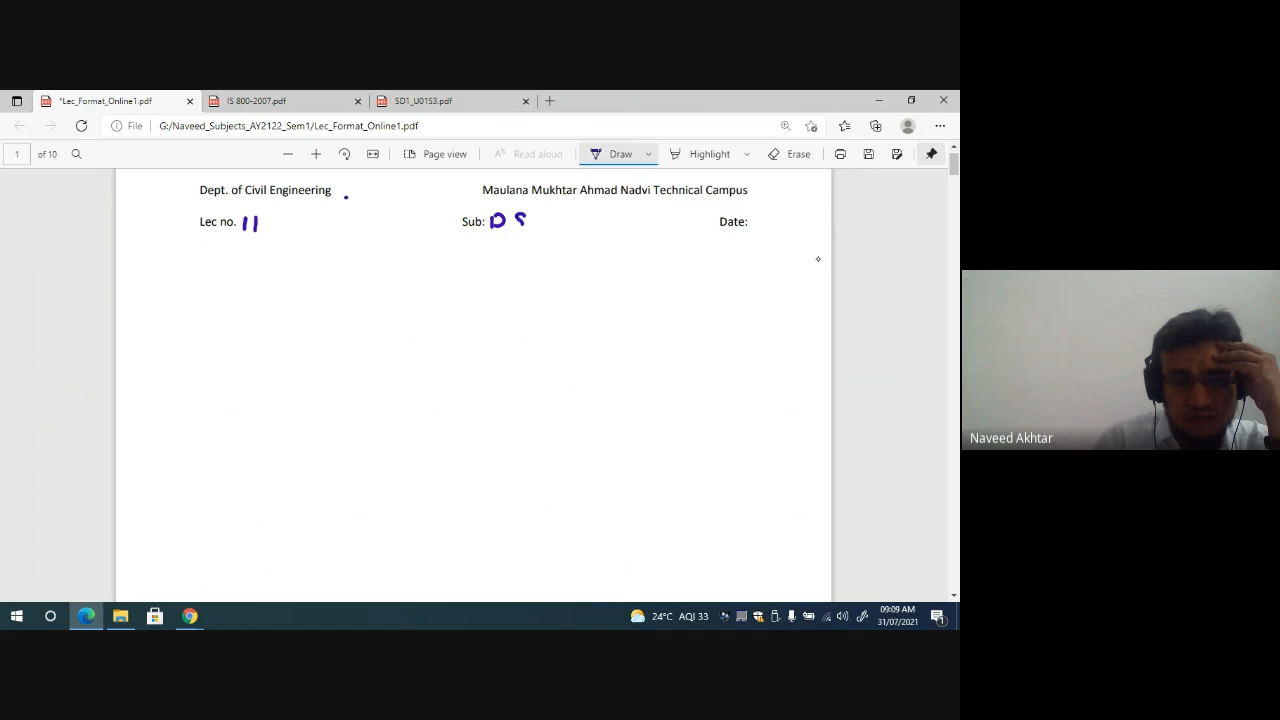 *Lec_Format_Online1.pdf
IS 800-2007.pdf
SD1_U01S3.pdf
File
G:/Naveed_Subjects_AY2122_Sem1/Lec_Format_Online1.pdf
1 of 10
Page view
Read aloud
Draw
Highlight
Erase
Dept. of Civil Engineering
Maulana Mukhtar Ahmad Nadvi Technical Campus
Lec no. 11
Sub: DS
Date:
Naveed Akhtar
24°C AQI 33
09:09 AM
31/07/2021
1